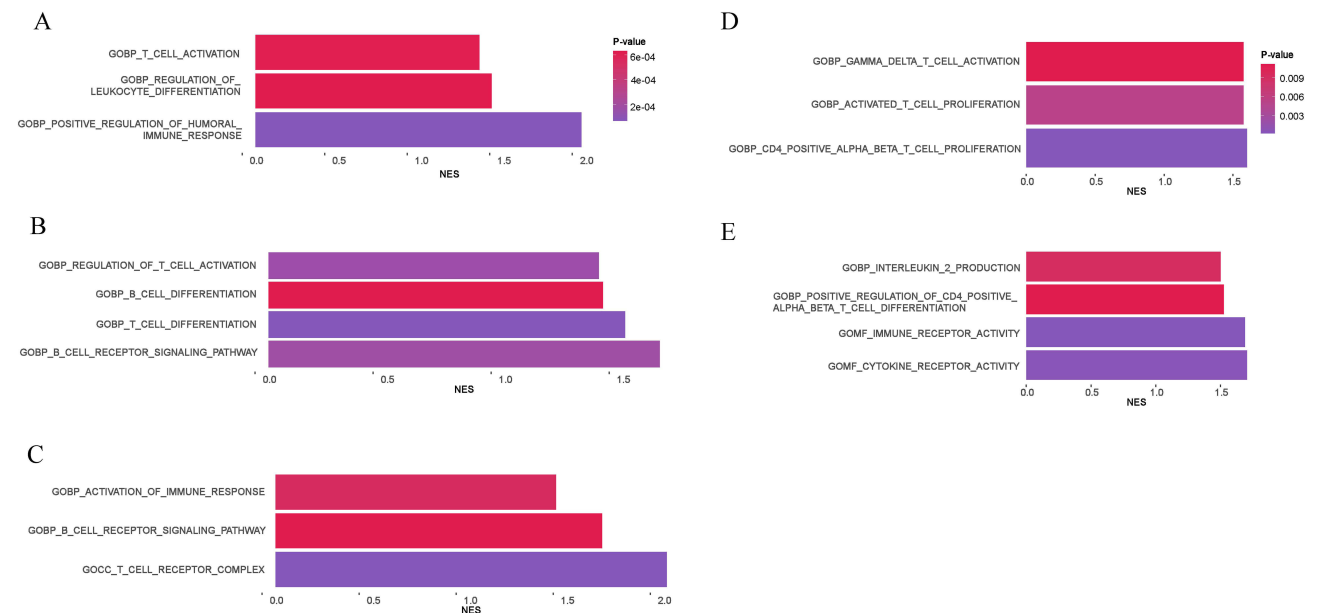 A
GOBP_T_CELL_ACTIVATION
GOBP_REGULATION_OF_
LEUKOCYTE_DIFFERENTIATION
GOBP_POSITIVE_REGULATION_OF_HUMORAL_
IMMUNE_RESPONSE
0.0 0.5 1.0 1.5 2.0
NES
P-value
6e-04
4e-04
2e-04
B
GOBP_REGULATION_OF_T_CELL_ACTIVATION
GOBP_B_CELL_DIFFERENTIATION
GOBP_T_CELL_DIFFERENTIATION
GOBP_B_CELL_RECEPTOR_SIGNALING_PATHWAY
0.0 0.5 1.0 1.5
NES
C
GOBP_ACTIVATION_OF_IMMUNE_RESPONSE
GOBP_B_CELL_RECEPTOR_SIGNALING_PATHWAY
GOCC_T_CELL_RECEPTOR_COMPLEX
0.0 0.5 1.0 1.5 2.0
NES
D
GOBP_GAMMA_DELTA_T_CELL_ACTIVATION
GOBP_ACTIVATED_T_CELL_PROLIFERATION
GOBP_CD4_POSITIVE_ALPHA_BETA_T_CELL_PROLIFERATION
0.0 0.5 1.0 1.5
NES
P-value
0.009
0.006
0.003
E
GOBP_INTERLEUKIN_2_PRODUCTION
GOBP_POSITIVE_REGULATION_OF_CD4_POSITIVE_
ALPHA_BETA_T_CELL_DIFFERENTIATION
GOMF_IMMUNE_RECEPTOR_ACTIVITY
GOMF_CYTOKINE_RECEPTOR_ACTIVITY
0.0 0.5 1.0 1.5
NES